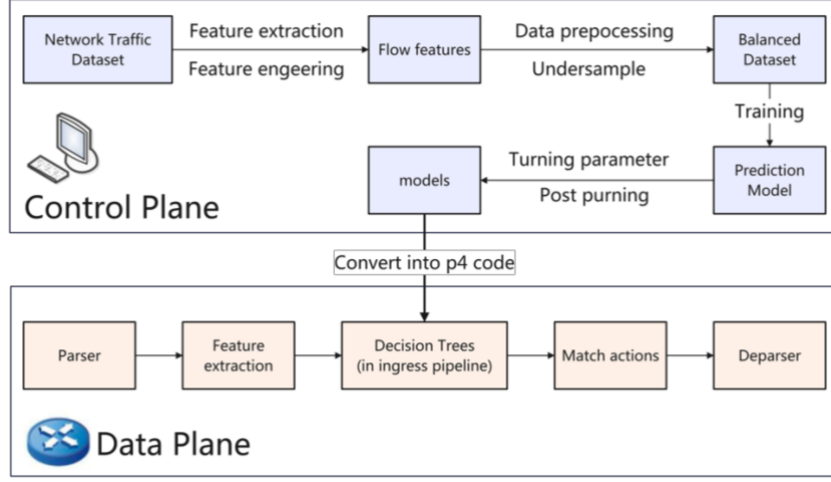 Network Traffic
Dataset
Feature extraction
Feature engeering
Flow features
Data prepocessing
Undersample
Balanced
Dataset
Training
Prediction
Model
Turning parameter
Post purning
models
Control Plane
Convert into p4 code
Parser
Feature
extraction
Decision Trees
(in ingress pipeline)
Match actions
Deparser
Data Plane